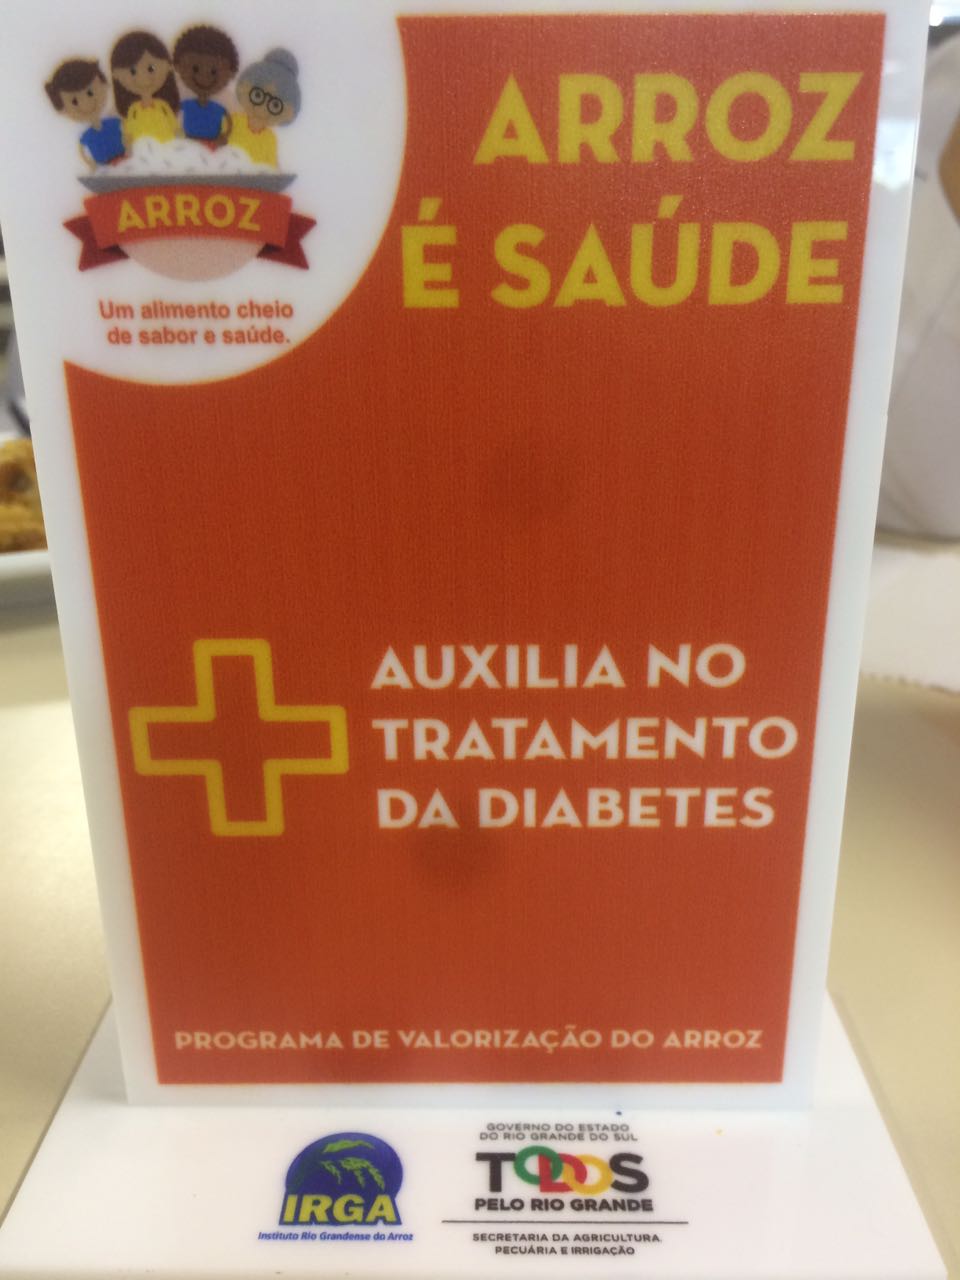 ARROZ
Um alimento cheio
de sabor e saúde.
ARROZ
É SAÚDE
AUXILIA NO
TRATAMENTO
DA DIABETES
PROGRAMA DE VALORIZAÇÃO DO ARROZ
IRGA
Instituto Rio Grandense do Arroz
GOVERNO DO ESTADO
DO RIO GRANDE DO SUL
TODOS
PELO RIO GRANDE
SECRETARIA DA AGRICULTURA,
PECUÁRIA E IRRIGAÇÃO